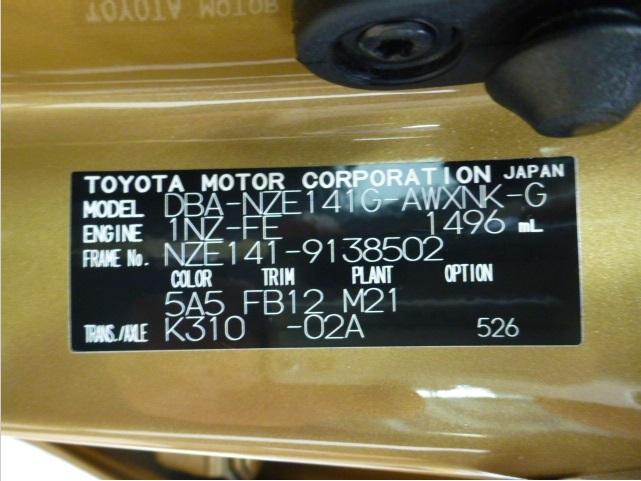 TOYOTA MOTOR CORPORATION JAPAN
MODEL DBA-NZE141G-AWXNK-G
ENGINE 1NZ-FE 1496 mL
FRAME No. NZE141-9138502
COLOR TRIM PLANT OPTION
5A5 FB12 M21
TRANS./AXLE K310 -02A 526